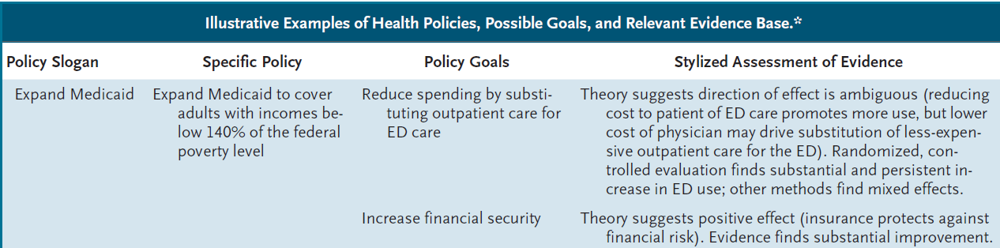 Illustrative Examples of Health Policies, Possible Goals, and Relevant Evidence Base.*
Policy Slogan Specific Policy Policy Goals Stylized Assessment of Evidence
Expand Medicaid
Expand Medicaid to cover
adults with incomes be-
low 140% of the federal
poverty level
Reduce spending by substi-
tuting outpatient care for
ED care
Theory suggests direction of effect is ambiguous (reducing
cost to patient of ED care promotes more use, but lower
cost of physician may drive substitution of less-expen-
sive outpatient care for the ED). Randomized, con-
trolled evaluation finds substantial and persistent in-
crease in ED use; other methods find mixed effects.
Increase financial security
Theory suggests positive effect (insurance protects against
financial risk). Evidence finds substantial improvement.